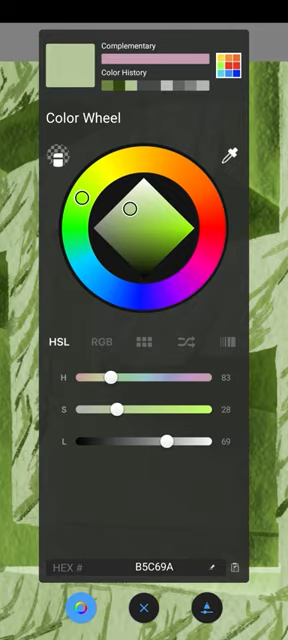 Complementary
Color History
Color Wheel
HSL RGB
H 83
S 28
L 69
HEX # B5C69A